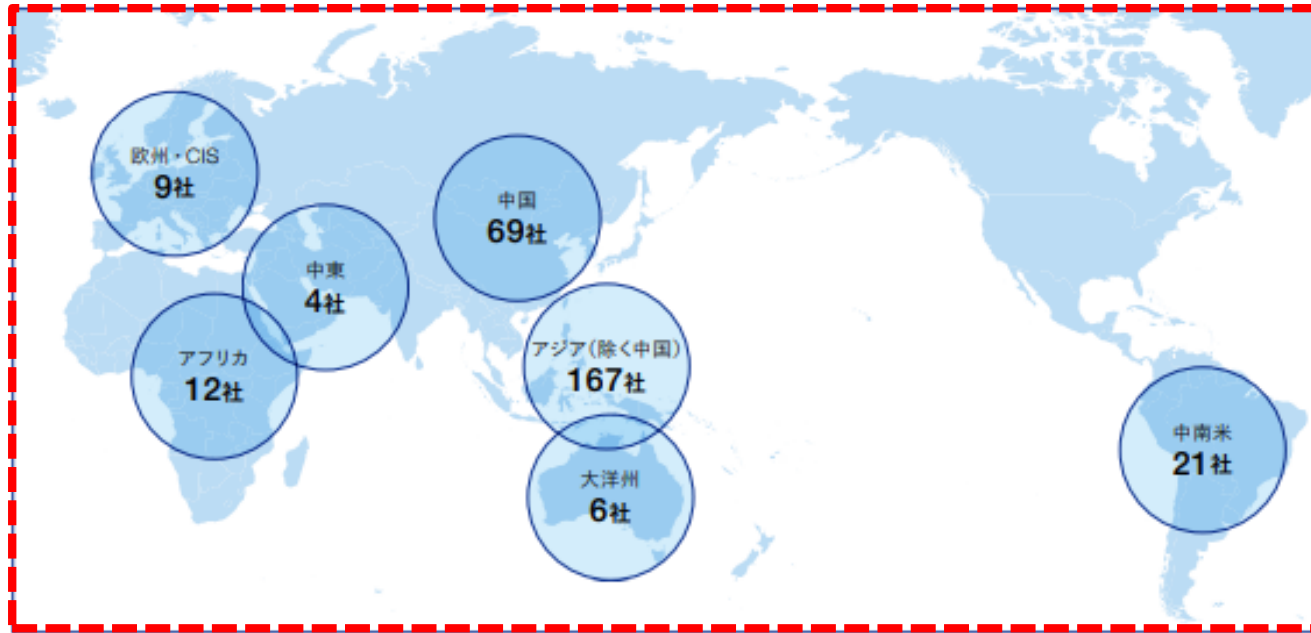 欧州・CIS
9社
中国
69社
中東
4社
アジア(除く中国)
167社
アフリカ
12社
中南米
21社
大洋州
6社